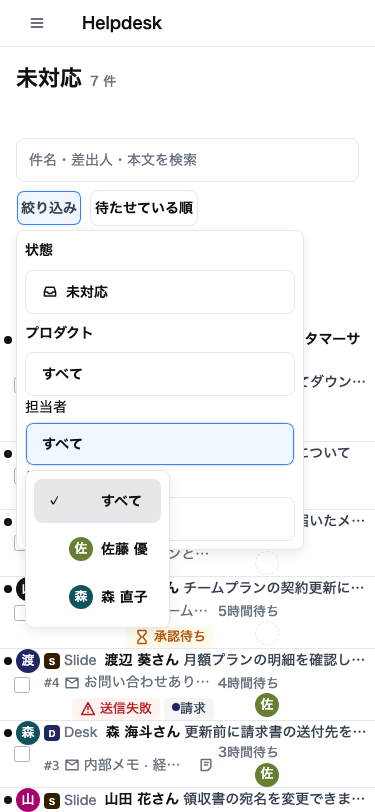 Helpdesk
未対応 7 件
件名・差出人・本文を検索
絞り込み 待たせている順
状態
未対応
プロダクト
すべて
担当者
すべて
✓ すべて
佐 佐藤 優
森 森 直子
タマーサ
てダウン…
について
届いたメ…
ンと…
さん チームプランの契約更新に…
ーム… 5時間待ち
承認待ち
渡 S Slide 渡辺 葵さん 月額プランの明細を確認し…
#4 お問い合わせあり… 4時間待ち
送信失敗 請求 佐
森 D Desk 森 海斗さん 更新前に請求書の送付先を…
#3 内部メモ · 経… 3時間待ち
佐
山 S Slide 山田 花さん 領収書の宛名を変更できま…